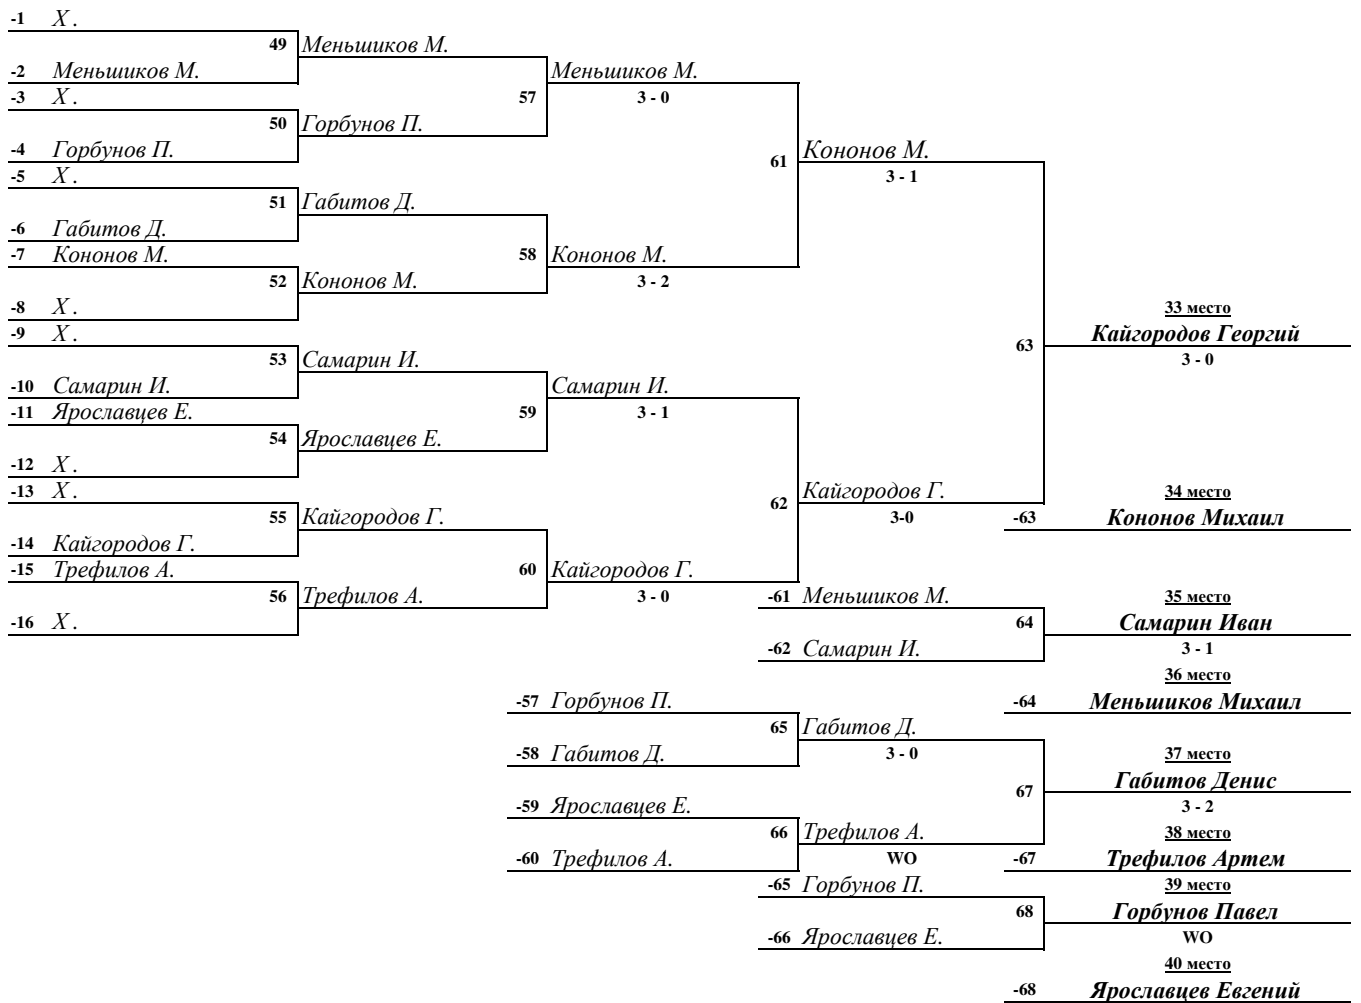 -1 Х .
49 Меньшиков М.
-2 Меньшиков М. Меньшиков М.
-3 Х . 57 3 - 0
50 Горбунов П.
-4 Горбунов П. 61 Кононов М.
-5 Х . 3 - 1
51 Габитов Д.
-6 Габитов Д.
-7 Кононов М. 58 Кононов М.
52 Кононов М. 3 - 2
-8 Х . 33 место
-9 Х . 63 Кайгородов Георгий
53 Самарин И. 3 - 0
-10 Самарин И. Самарин И.
-11 Ярославцев Е. 59 3 - 1
54 Ярославцев Е.
-12 Х .
-13 Х . 62 Кайгородов Г. 34 место
55 Кайгородов Г. 3-0 -63 Кононов Михаил
-14 Кайгородов Г.
-15 Трефилов А. 60 Кайгородов Г.
56 Трефилов А. 3 - 0 -61 Меньшиков М. 35 место
-16 Х . 64 Самарин Иван
-62 Самарин И. 3 - 1
36 место
-57 Горбунов П. -64 Меньшиков Михаил
65 Габитов Д.
-58 Габитов Д. 3 - 0 37 место
67 Габитов Денис
-59 Ярославцев Е. 3 - 2
66 Трефилов А. 38 место
-60 Трефилов А. WO -67 Трефилов Артем
-65 Горбунов П. 39 место
68 Горбунов Павел
-66 Ярославцев Е. WO
40 место
-68 Ярославцев Евгений